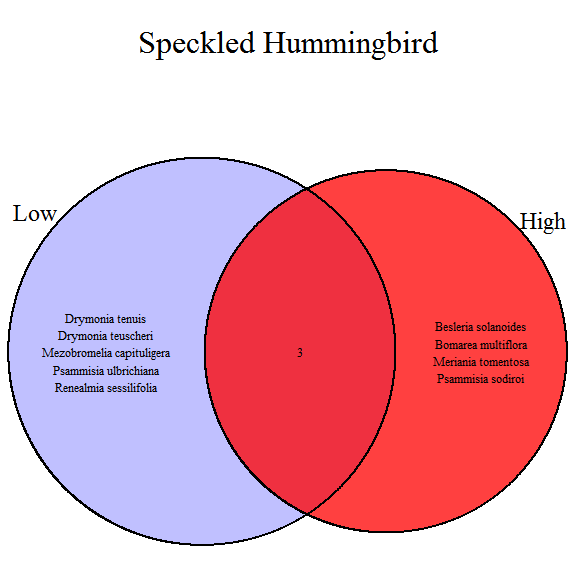 Speckled Hummingbird
Low
High
Drymonia tenuis
Drymonia teuscheri
Mezobromelia capituligera
Psammisia ulbrichiana
Renealmia sessilifolia
3
Besleria solanoides
Bomarea multiflora
Meriania tomentosa
Psammisia sodiroi